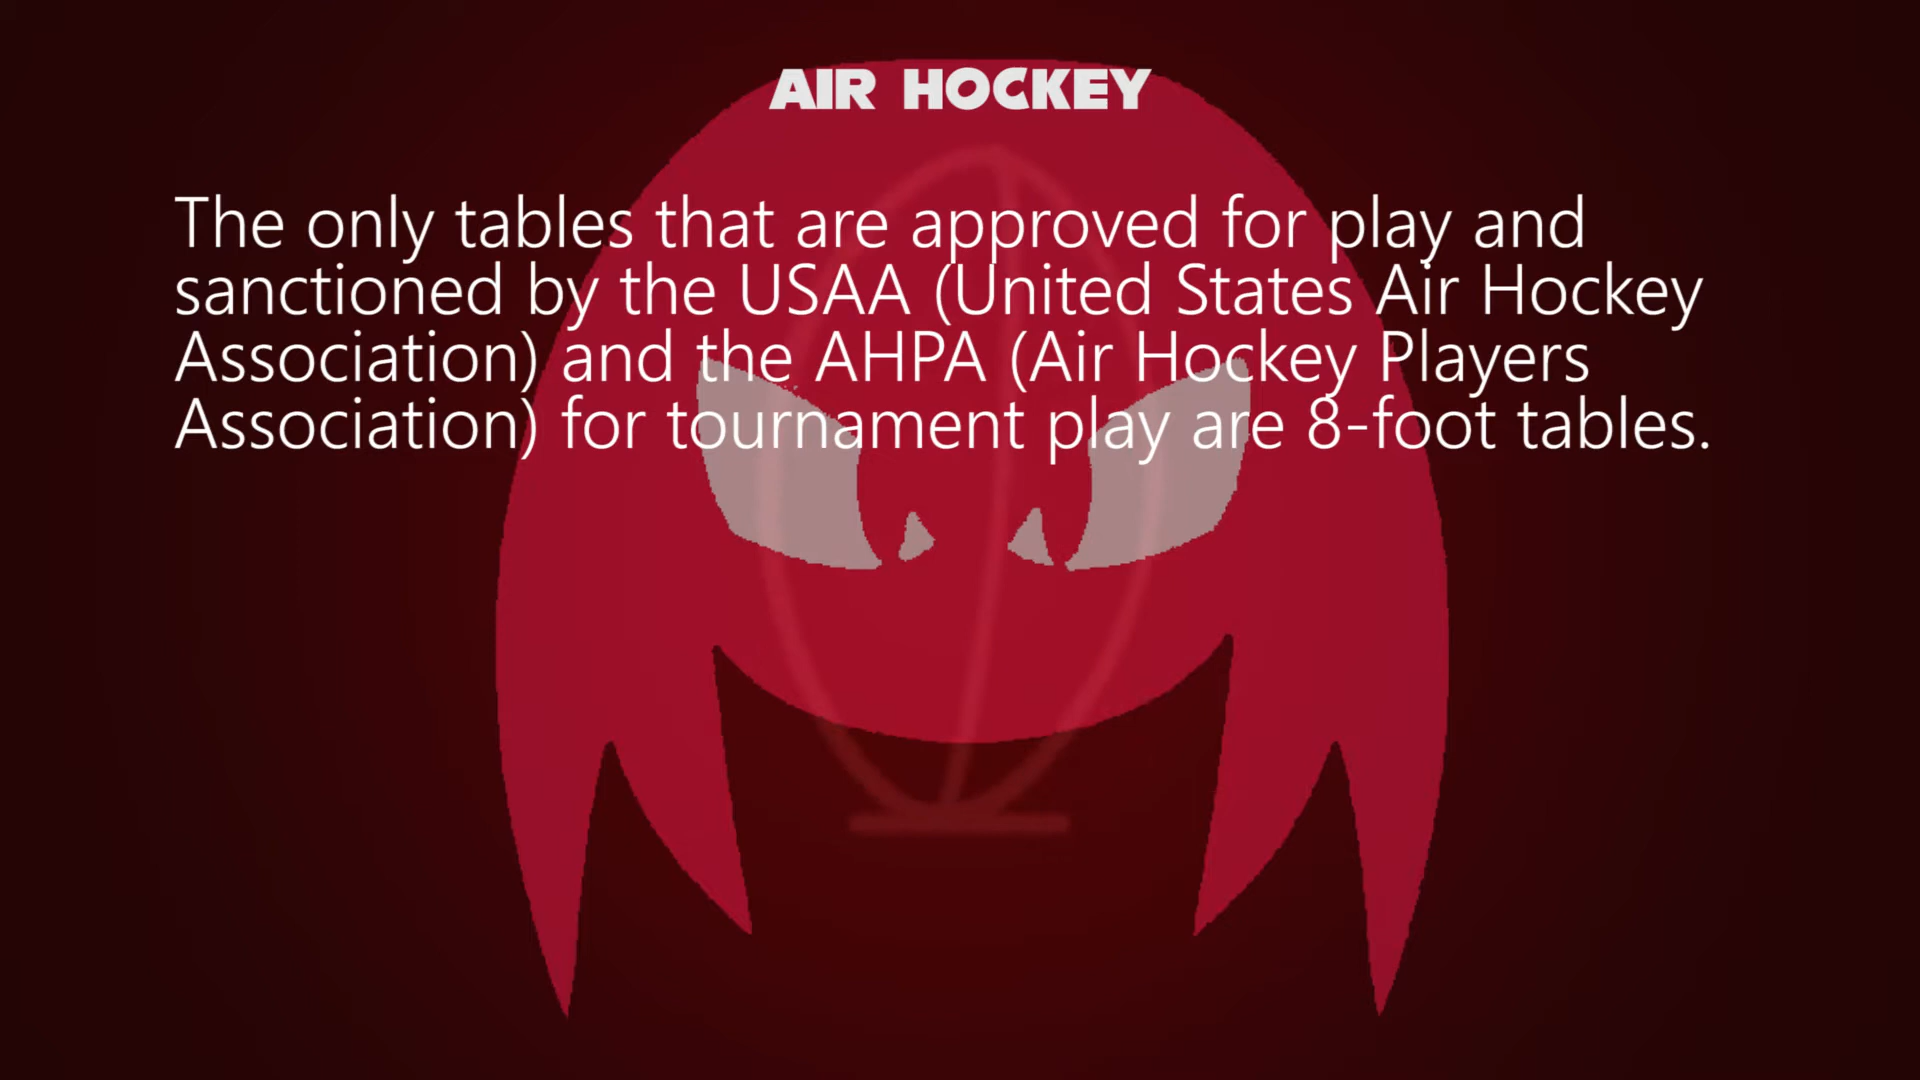 AIR HOCKEY
The only tables that are approved for play and
sanctioned by the USAA (United States Air Hockey
Association) and the AHPA (Air Hockey Players
Association) for tournament play are 8-foot tables.